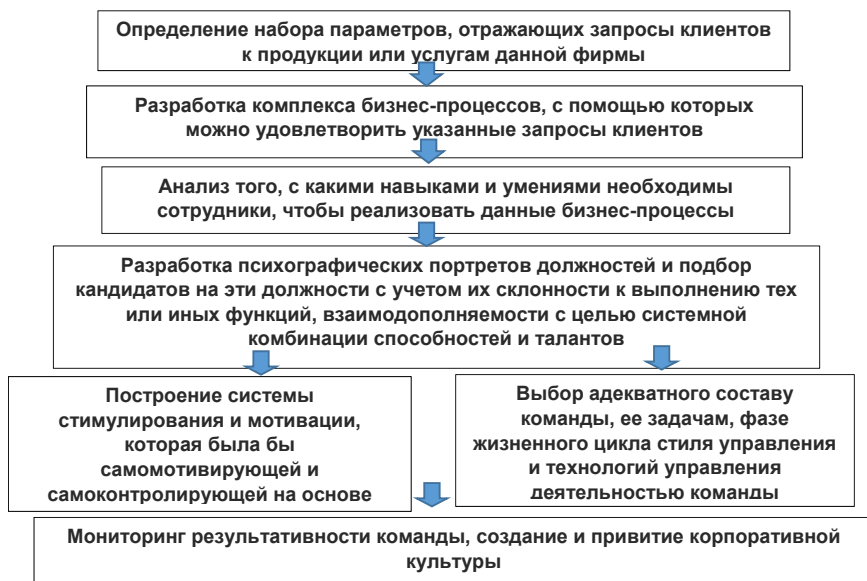 Определение набора параметров, отражающих запросы клиентов
к продукции или услугам данной фирмы
Разработка комплекса бизнес-процессов, с помощью которых
можно удовлетворить указанные запросы клиентов
Анализ того, с какими навыками и умениями необходимы
сотрудники, чтобы реализовать данные бизнес-процессы
Разработка психографических портретов должностей и подбор
кандидатов на эти должности с учетом их склонности к выполнению тех
или иных функций, взаимодополняемости с целью системной
комбинации способностей и талантов
Построение системы
стимулирования и мотивации,
которая была бы
самомотивирующей и
самоконтролирующей на основе
Выбор адекватного составу
команды, ее задачам, фазе
жизненного цикла стиля управления
и технологий управления
деятельностью команды
Мониторинг результативности команды, создание и привитие корпоративной
культуры